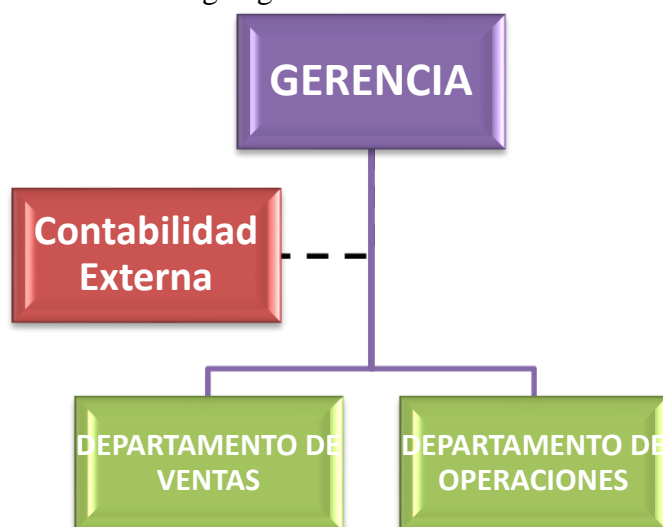 GERENCIA
Contabilidad
Externa
DEPARTAMENTO DE
VENTAS
DEPARTAMENTO DE
OPERACIONES